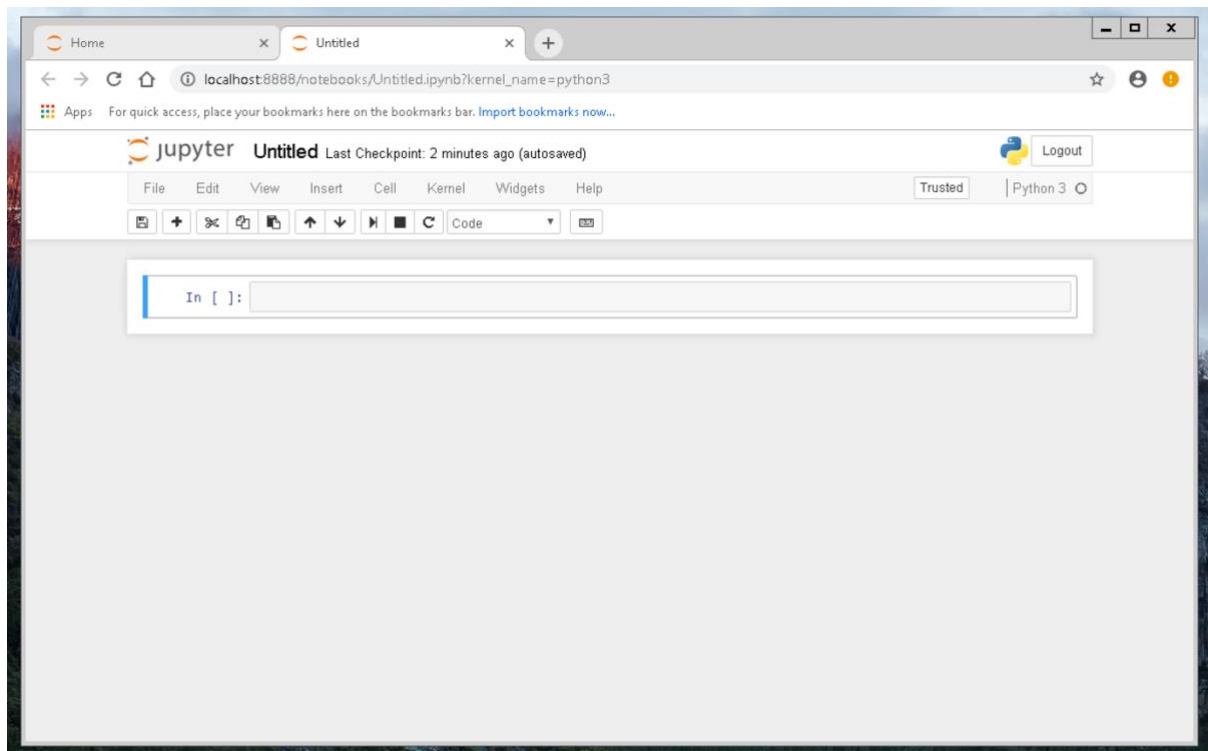 Home
Untitled
localhost:8888/notebooks/Untitled.ipynb?kernel_name=python3
Apps For quick access, place your bookmarks here on the bookmarks bar. Import bookmarks now...
jupyter Untitled Last Checkpoint: 2 minutes ago (autosaved) Logout
File Edit View Insert Cell Kernel Widgets Help Trusted Python 3
Code
In [ ]: